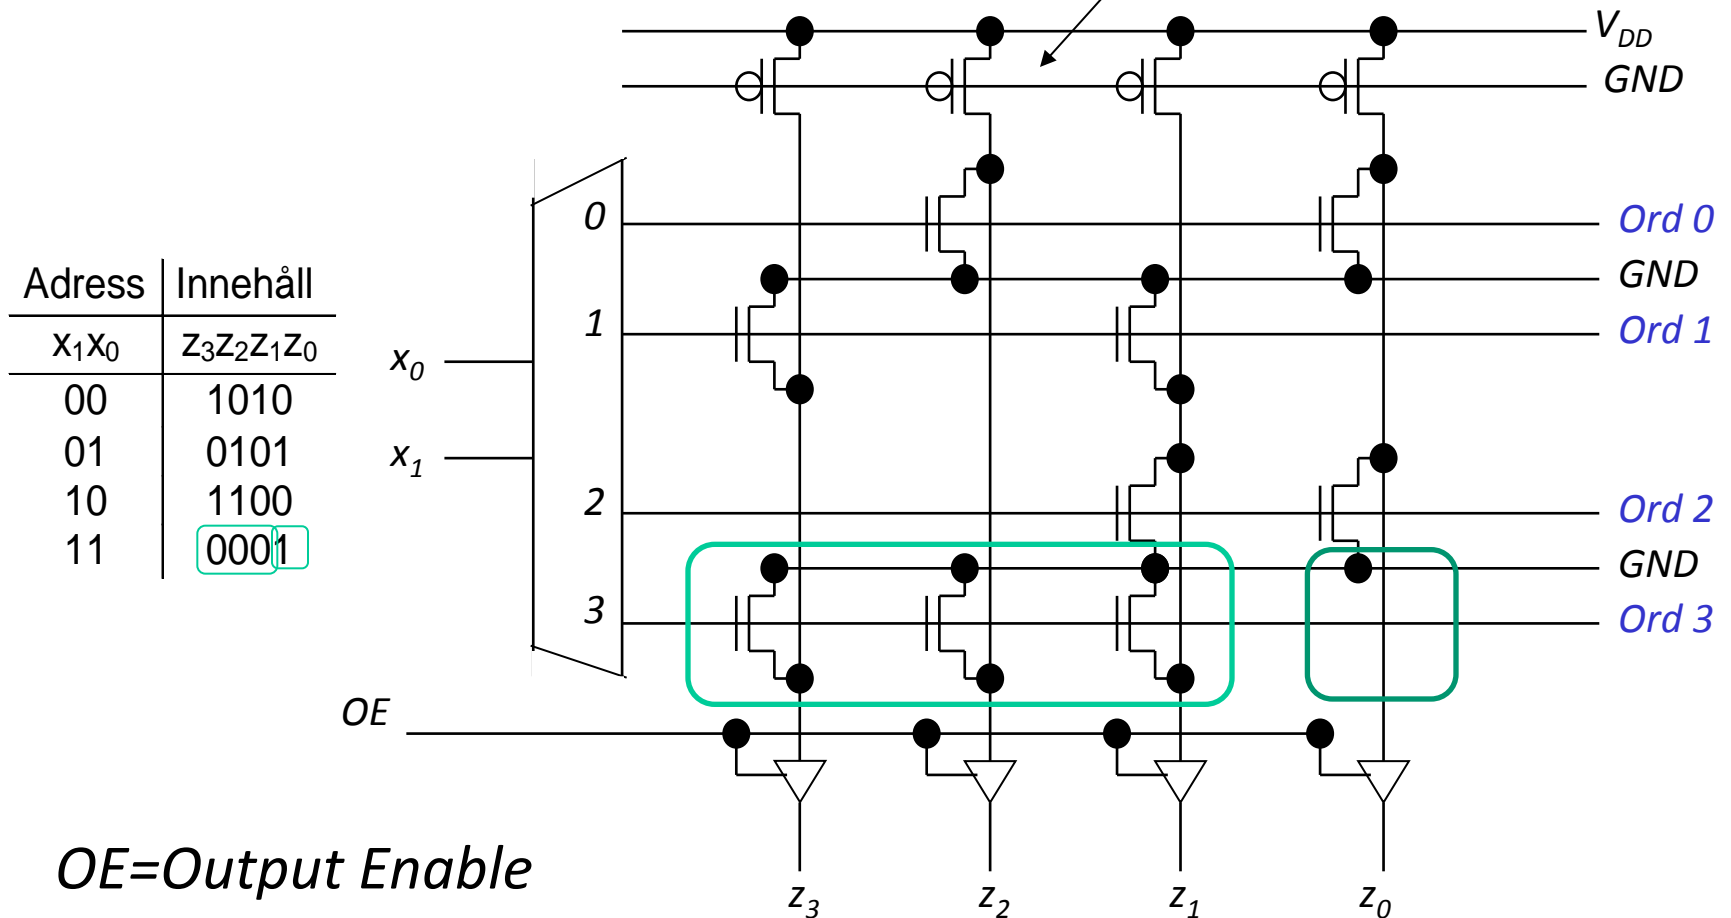 V_DD
GND
0
Ord 0
GND
Adress Innehåll
1
Ord 1
x₁x₀ z₃z₂z₁z₀
x₀
00 1010
01 0101
x₁
10 1100
2
Ord 2
11 0001
GND
3
Ord 3
OE
OE=Output Enable
z₃ z₂ z₁ z₀